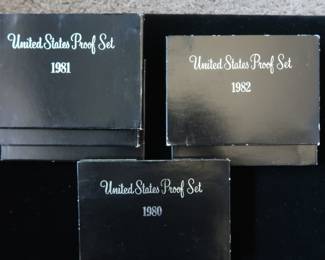 United States Proof Set
1981
United States Proof Set
1982
United States Proof Set
1980